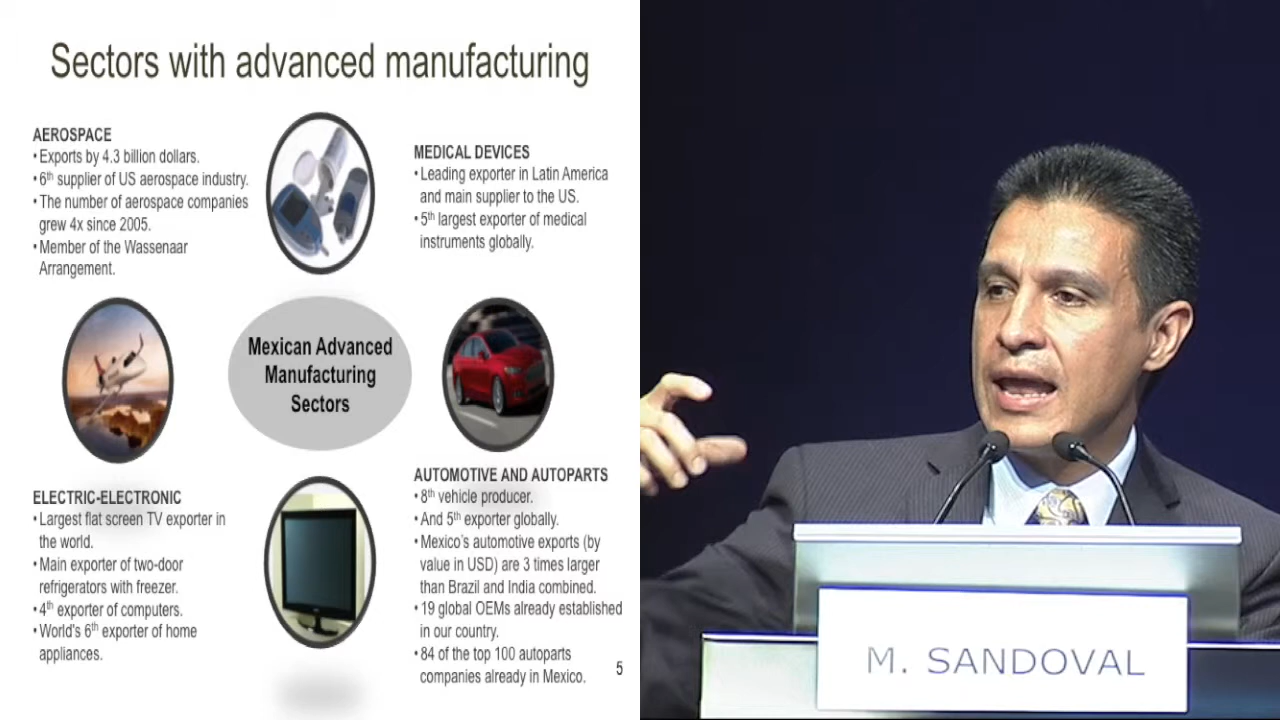 Sectors with advanced manufacturing
AEROSPACE
• Exports by 4.3 billion dollars.
• 6th supplier of US aerospace industry.
• The number of aerospace companies
grew 4x since 2005.
• Member of the Wassenaar
Arrangement.
MEDICAL DEVICES
• Leading exporter in Latin America
and main supplier to the US.
• 5th largest exporter of medical
instruments globally.
Mexican Advanced
Manufacturing
Sectors
ELECTRIC-ELECTRONIC
• Largest flat screen TV exporter in
the world.
• Main exporter of two-door
refrigerators with freezer.
• 4th exporter of computers.
• World's 6th exporter of home
appliances.
AUTOMOTIVE AND AUTOPARTS
• 8th vehicle producer.
• And 5th exporter globally.
• Mexico's automotive exports (by
value in USD) are 3 times larger
than Brazil and India combined.
• 19 global OEMs already established
in our country.
• 84 of the top 100 autoparts
companies already in Mexico.
5
M. SANDOVAL